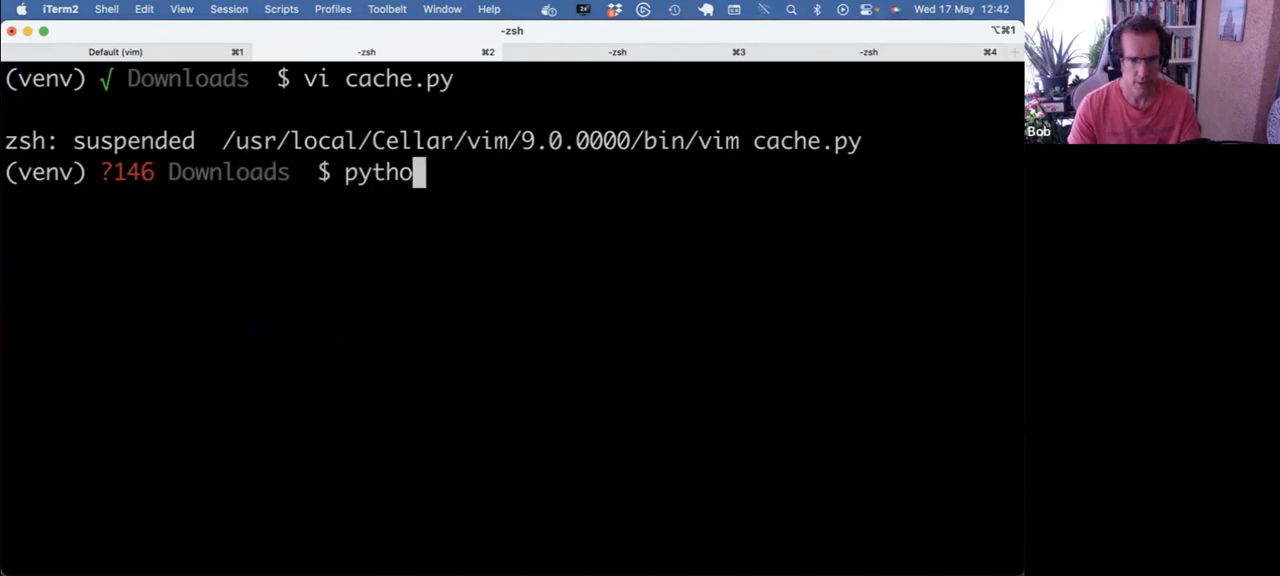 iTerm2 Shell Edit View Session Scripts Profiles Toolbelt Window Help Wed 17 May 12:42
-zsh ⌥⌘1
Default (vim) ⌘1 -zsh ⌘2 -zsh ⌘3 -zsh ⌘4
(venv) √ Downloads $ vi cache.py
zsh: suspended /usr/local/Cellar/vim/9.0.0000/bin/vim cache.py
(venv) ?146 Downloads $ pytho
Bob